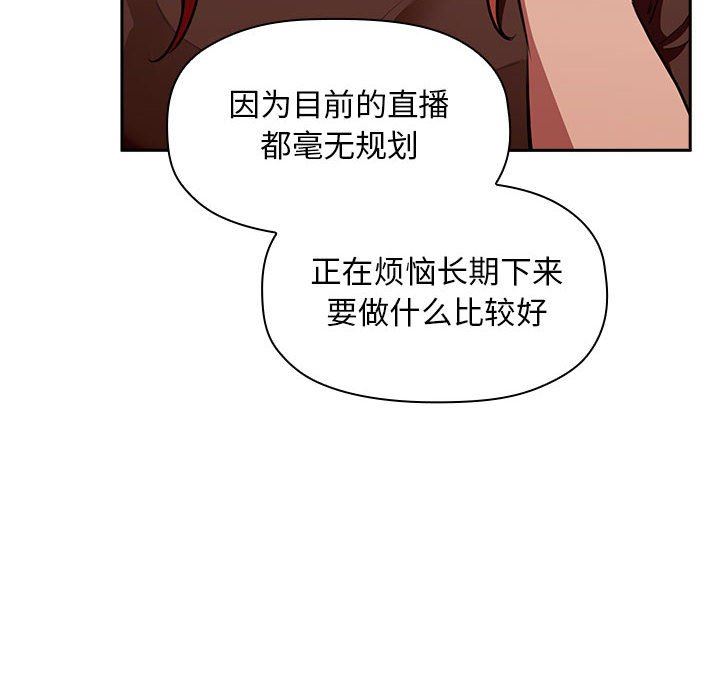 因为目前的直播
都毫无规划
正在烦恼长期下来
要做什么比较好